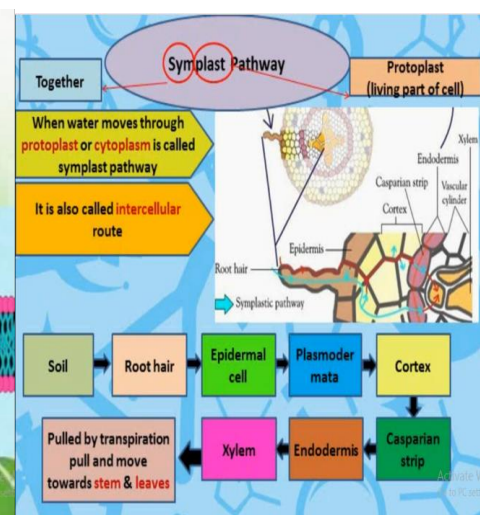 Symplast Pathway
Together
Protoplast
(living part of cell)
When water moves through
protoplast or cytoplasm is called
symplast pathway
It is also called intercellular
route
Xylem
Endodermis
Casparian strip
Vascular
cylinder
Cortex
Epidermis
Root hair
Symplastic pathway
Soil
Root hair
Epidermal
cell
Plasmoder
mata
Cortex
Casparian
strip
Endodermis
Xylem
Pulled by transpiration
pull and move
towards stem & leaves